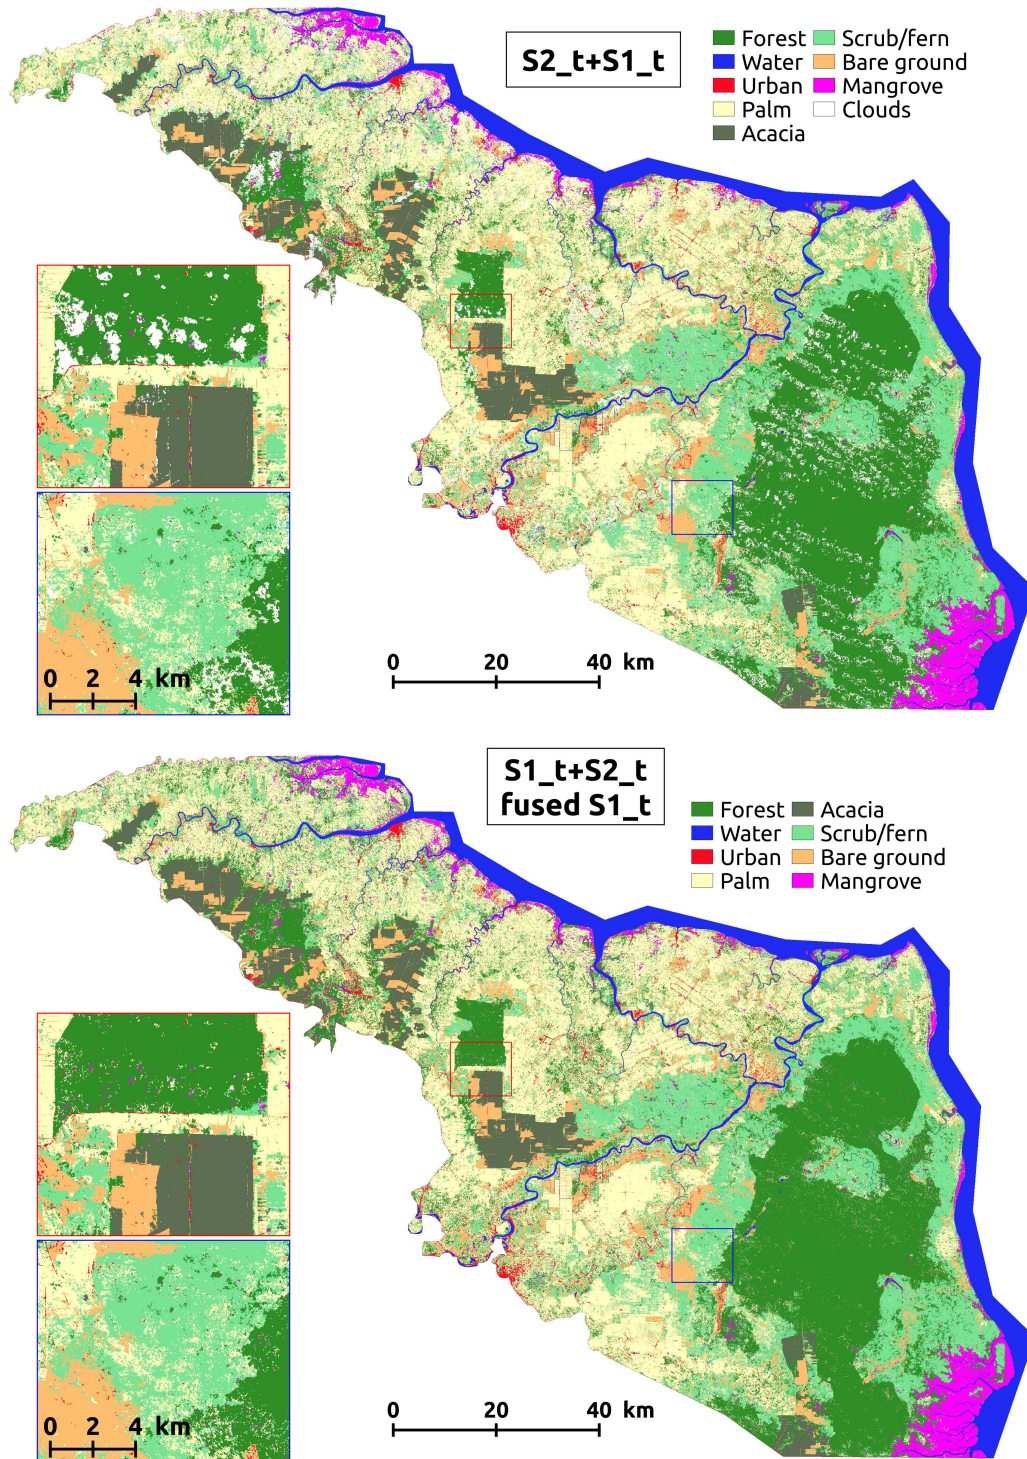 S2_t+S1_t
Forest
Water
Urban
Palm
Acacia
Scrub/fern
Bare ground
Mangrove
Clouds
0 2 4 km
0 20 40 km
S1_t+S2_t
fused S1_t
Forest
Water
Urban
Palm
Acacia
Scrub/fern
Bare ground
Mangrove
0 2 4 km
0 20 40 km